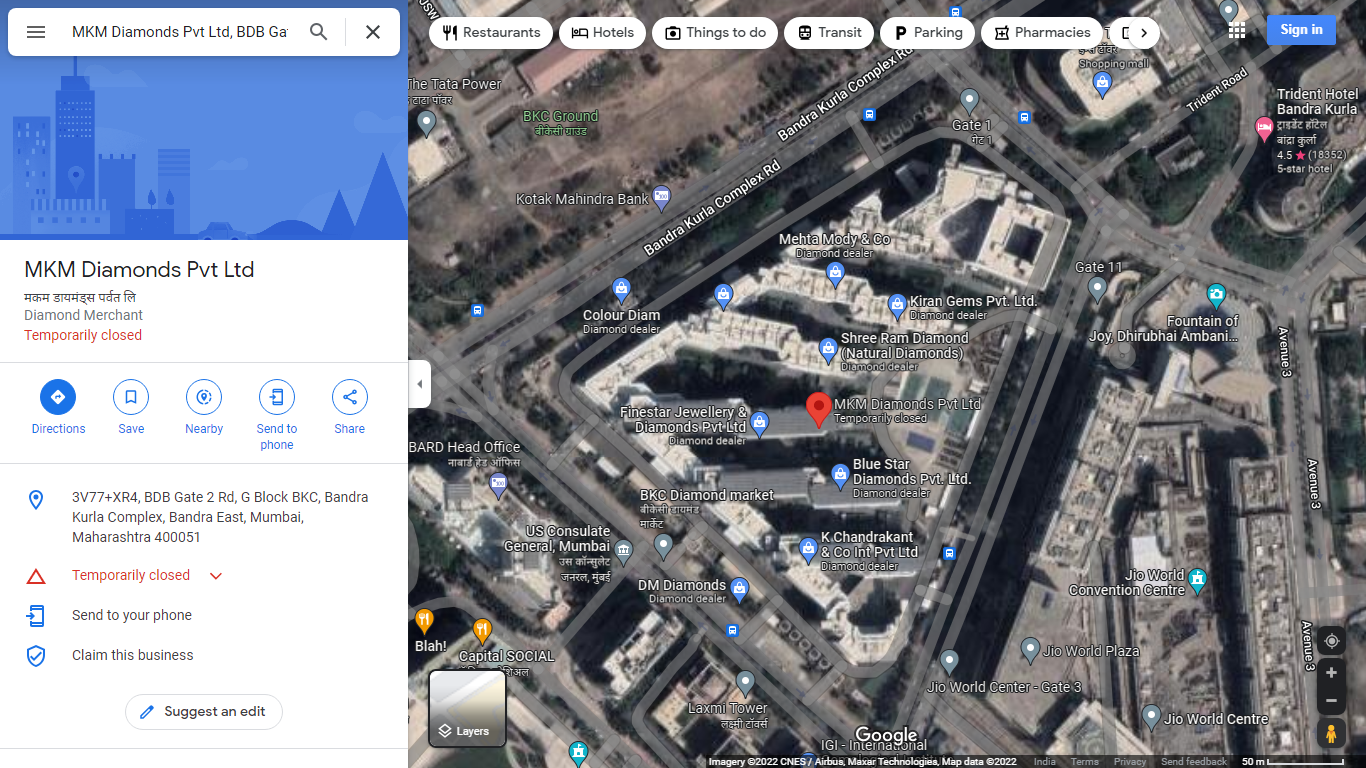 MKM Diamonds Pvt Ltd, BDB Ga
MKM Diamonds Pvt Ltd
मकम डायमंड्स पर्वत लि
Diamond Merchant
Temporarily closed
Directions
Save
Nearby
Send to
phone
Share
3V77+XR4, BDB Gate 2 Rd, G Block BKC, Bandra
Kurla Complex, Bandra East, Mumbai,
Maharashtra 400051
Temporarily closed
Send to your phone
Claim this business
Suggest an edit
Restaurants
Hotels
Things to do
Transit
Parking
Pharmacies
Sign in
The Tata Power
टाटा पॉवर
BKC Ground
बीकेसी ग्राउंड
Bandra Kurla Complex Rd
Bandra Kurla Complex Rd
Shopping mall
Trident Road
Trident Hotel
Bandra Kurla
ट्राइडेंट हॉटेल
बांद्रा कुर्ला
4.5 ★ (18352)
5-star hotel
Gate 1
गेट 1
Kotak Mahindra Bank
Mehta Mody & Co
Diamond dealer
Gate 11
Colour Diam
Diamond dealer
Kiran Gems Pvt. Ltd.
Diamond dealer
Fountain of
Joy, Dhirubhai Ambani...
Avenue 3
Shree Ram Diamond
(Natural Diamonds)
Diamond dealer
MKM Diamonds Pvt Ltd
Temporarily closed
Finestar Jewellery &
Diamonds Pvt Ltd
Diamond dealer
BARD Head Office
नाबार्ड हेड ऑफिस
Blue Star
Diamonds Pvt. Ltd.
Diamond dealer
Avenue 3
BKC Diamond market
बीकेसी डायमंड
मार्केट
US Consulate
General, Mumbai
उस कॉन्सुलेट
जनरल, मुंबई
K Chandrakant
& Co Int Pvt Ltd
Diamond dealer
DM Diamonds
Diamond dealer
Jio World
Convention Centre
Blah!
Capital SOCIAL
Avenue 3
Jio World Plaza
Jio World Center - Gate 3
Laxmi Tower
लक्ष्मी टॉवर्स
Jio World Centre
Layers
Google
IGI - International
Imagery ©2022 CNES / Airbus, Maxar Technologies, Map data ©2022
India
Terms
Privacy
Send feedback
50 m